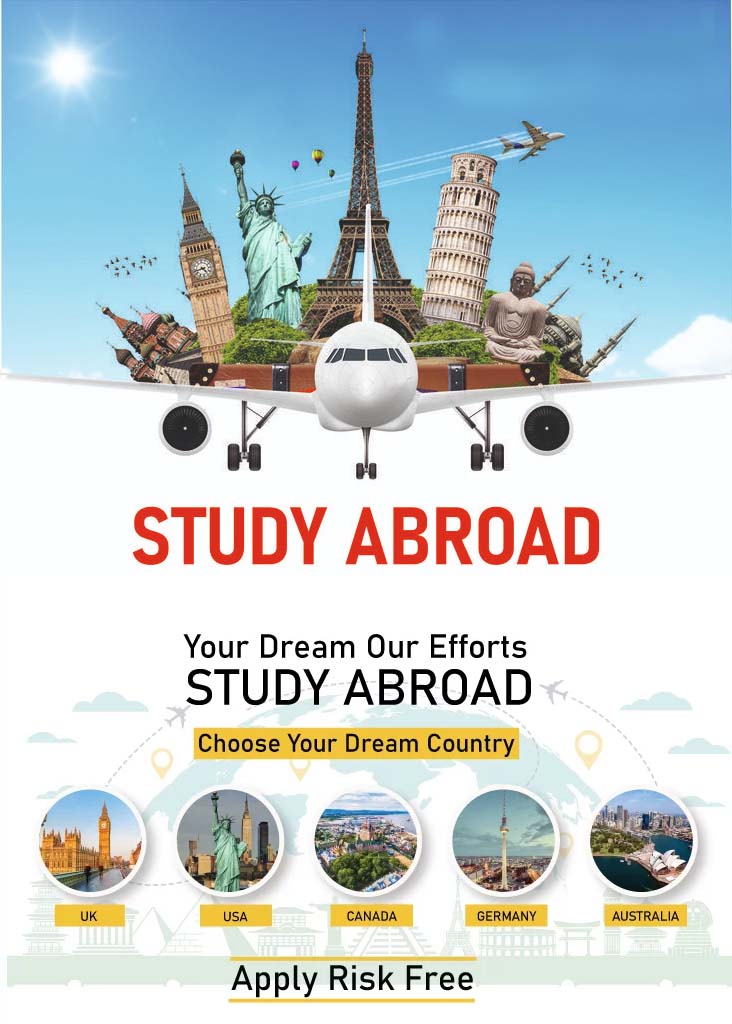 STUDY ABROAD
Your Dream Our Efforts
STUDY ABROAD
Choose Your Dream Country
UK
USA
CANADA
GERMANY
AUSTRALIA
Apply Risk Free